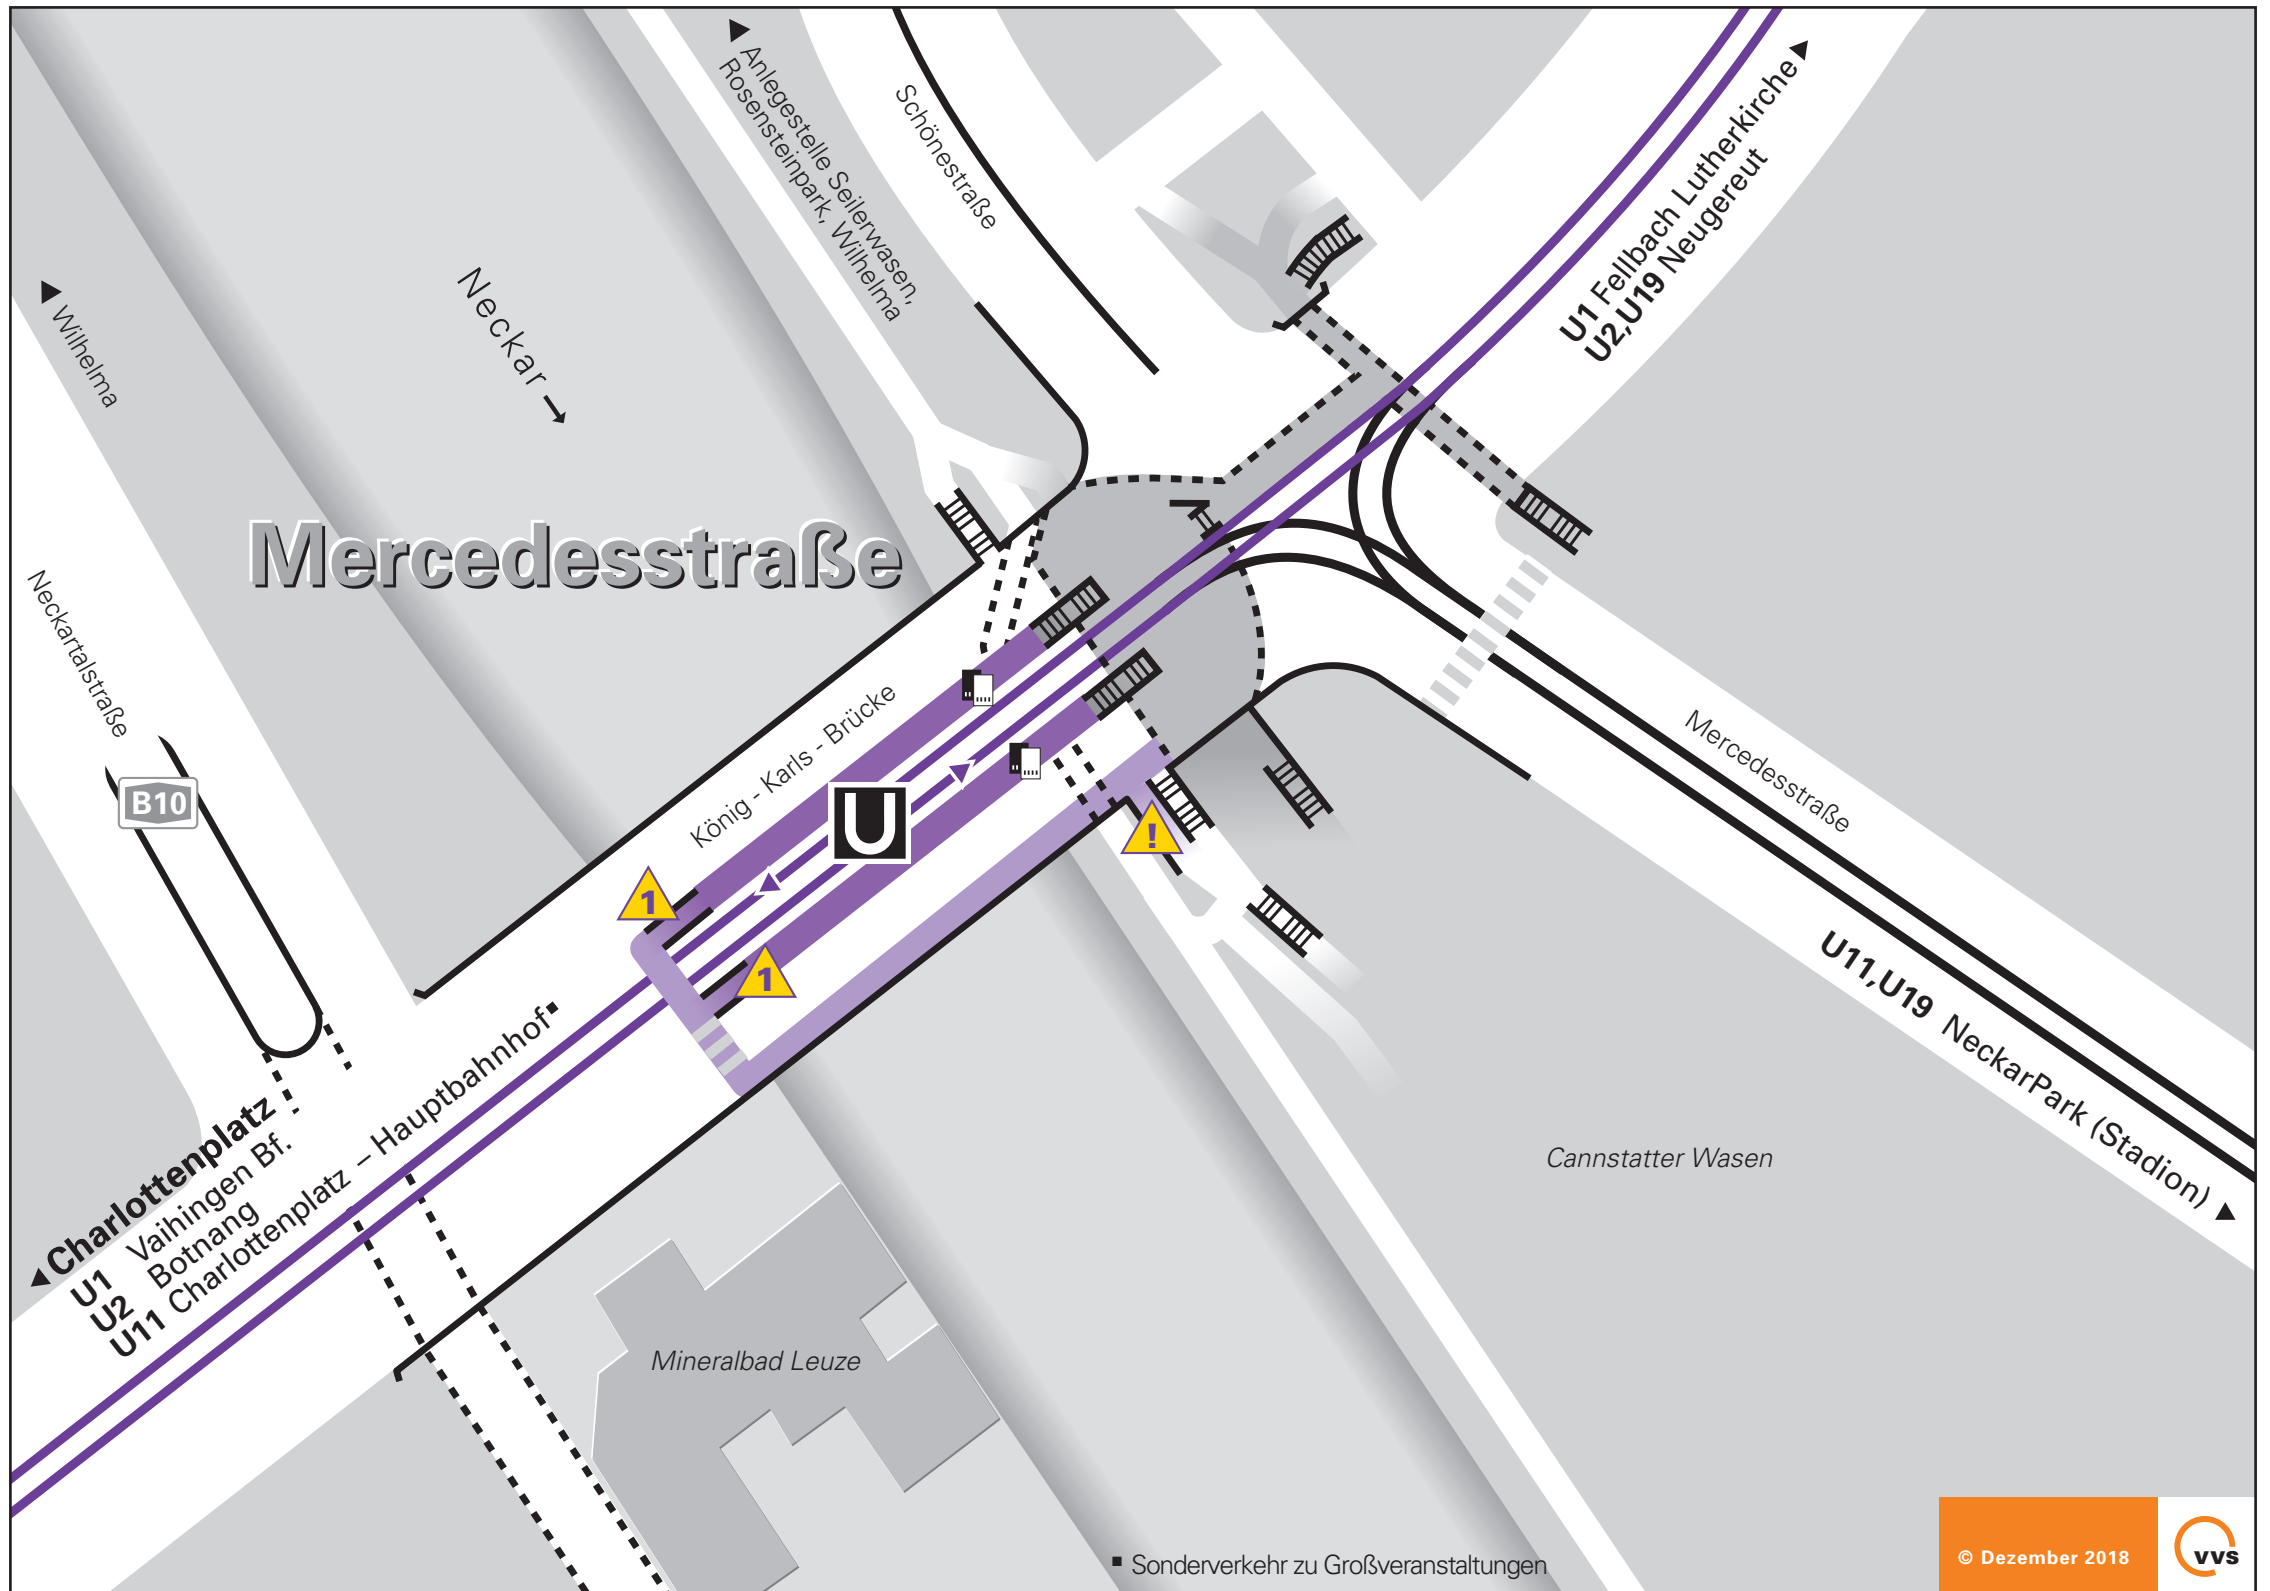 Anlegestelle Seilerwasen,
Rosensteinpark, Wilhelma
Schönestraße
U1 Fellbach Lutherkirche
U2,U19 Neugereut
Wilhelma
Neckar
Mercedesstraße
Neckartalstraße
B10
König - Karls - Brücke
U
1
1
!
Mercedesstraße
U11,U19 NeckarPark (Stadion)
Charlottenplatz
U1 Vaihingen Bf.
U2 Botnang
U11 Charlottenplatz – Hauptbahnhof▪
Cannstatter Wasen
Mineralbad Leuze
▪ Sonderverkehr zu Großveranstaltungen
© Dezember 2018
vvs